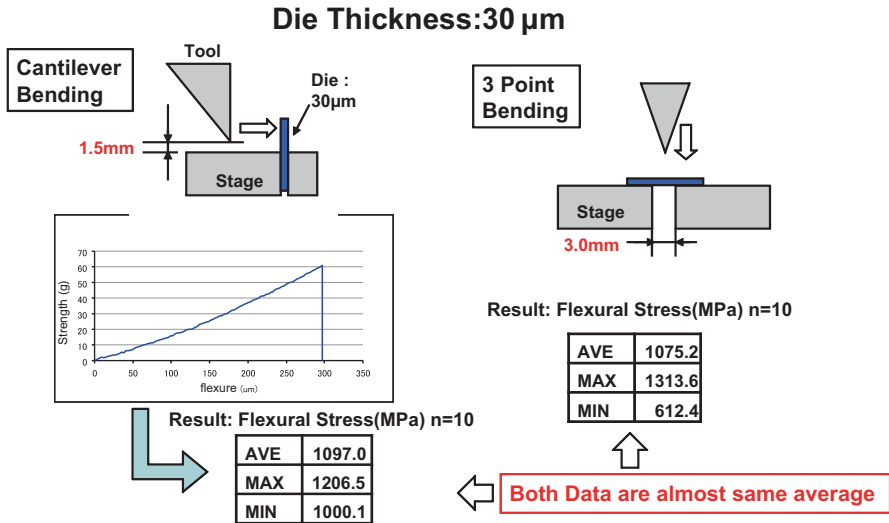 Die Thickness:30 μm
Cantilever
Bending
Tool
Die :
30μm
1.5mm
Stage
3 Point
Bending
Stage
3.0mm
Strength (g)
70
60
50
40
30
20
10
0
0 50 100 150 200 250 300 350
flexure (um)
Result: Flexural Stress(MPa) n=10
AVE 1097.0
MAX 1206.5
MIN 1000.1
Result: Flexural Stress(MPa) n=10
AVE 1075.2
MAX 1313.6
MIN 612.4
Both Data are almost same average